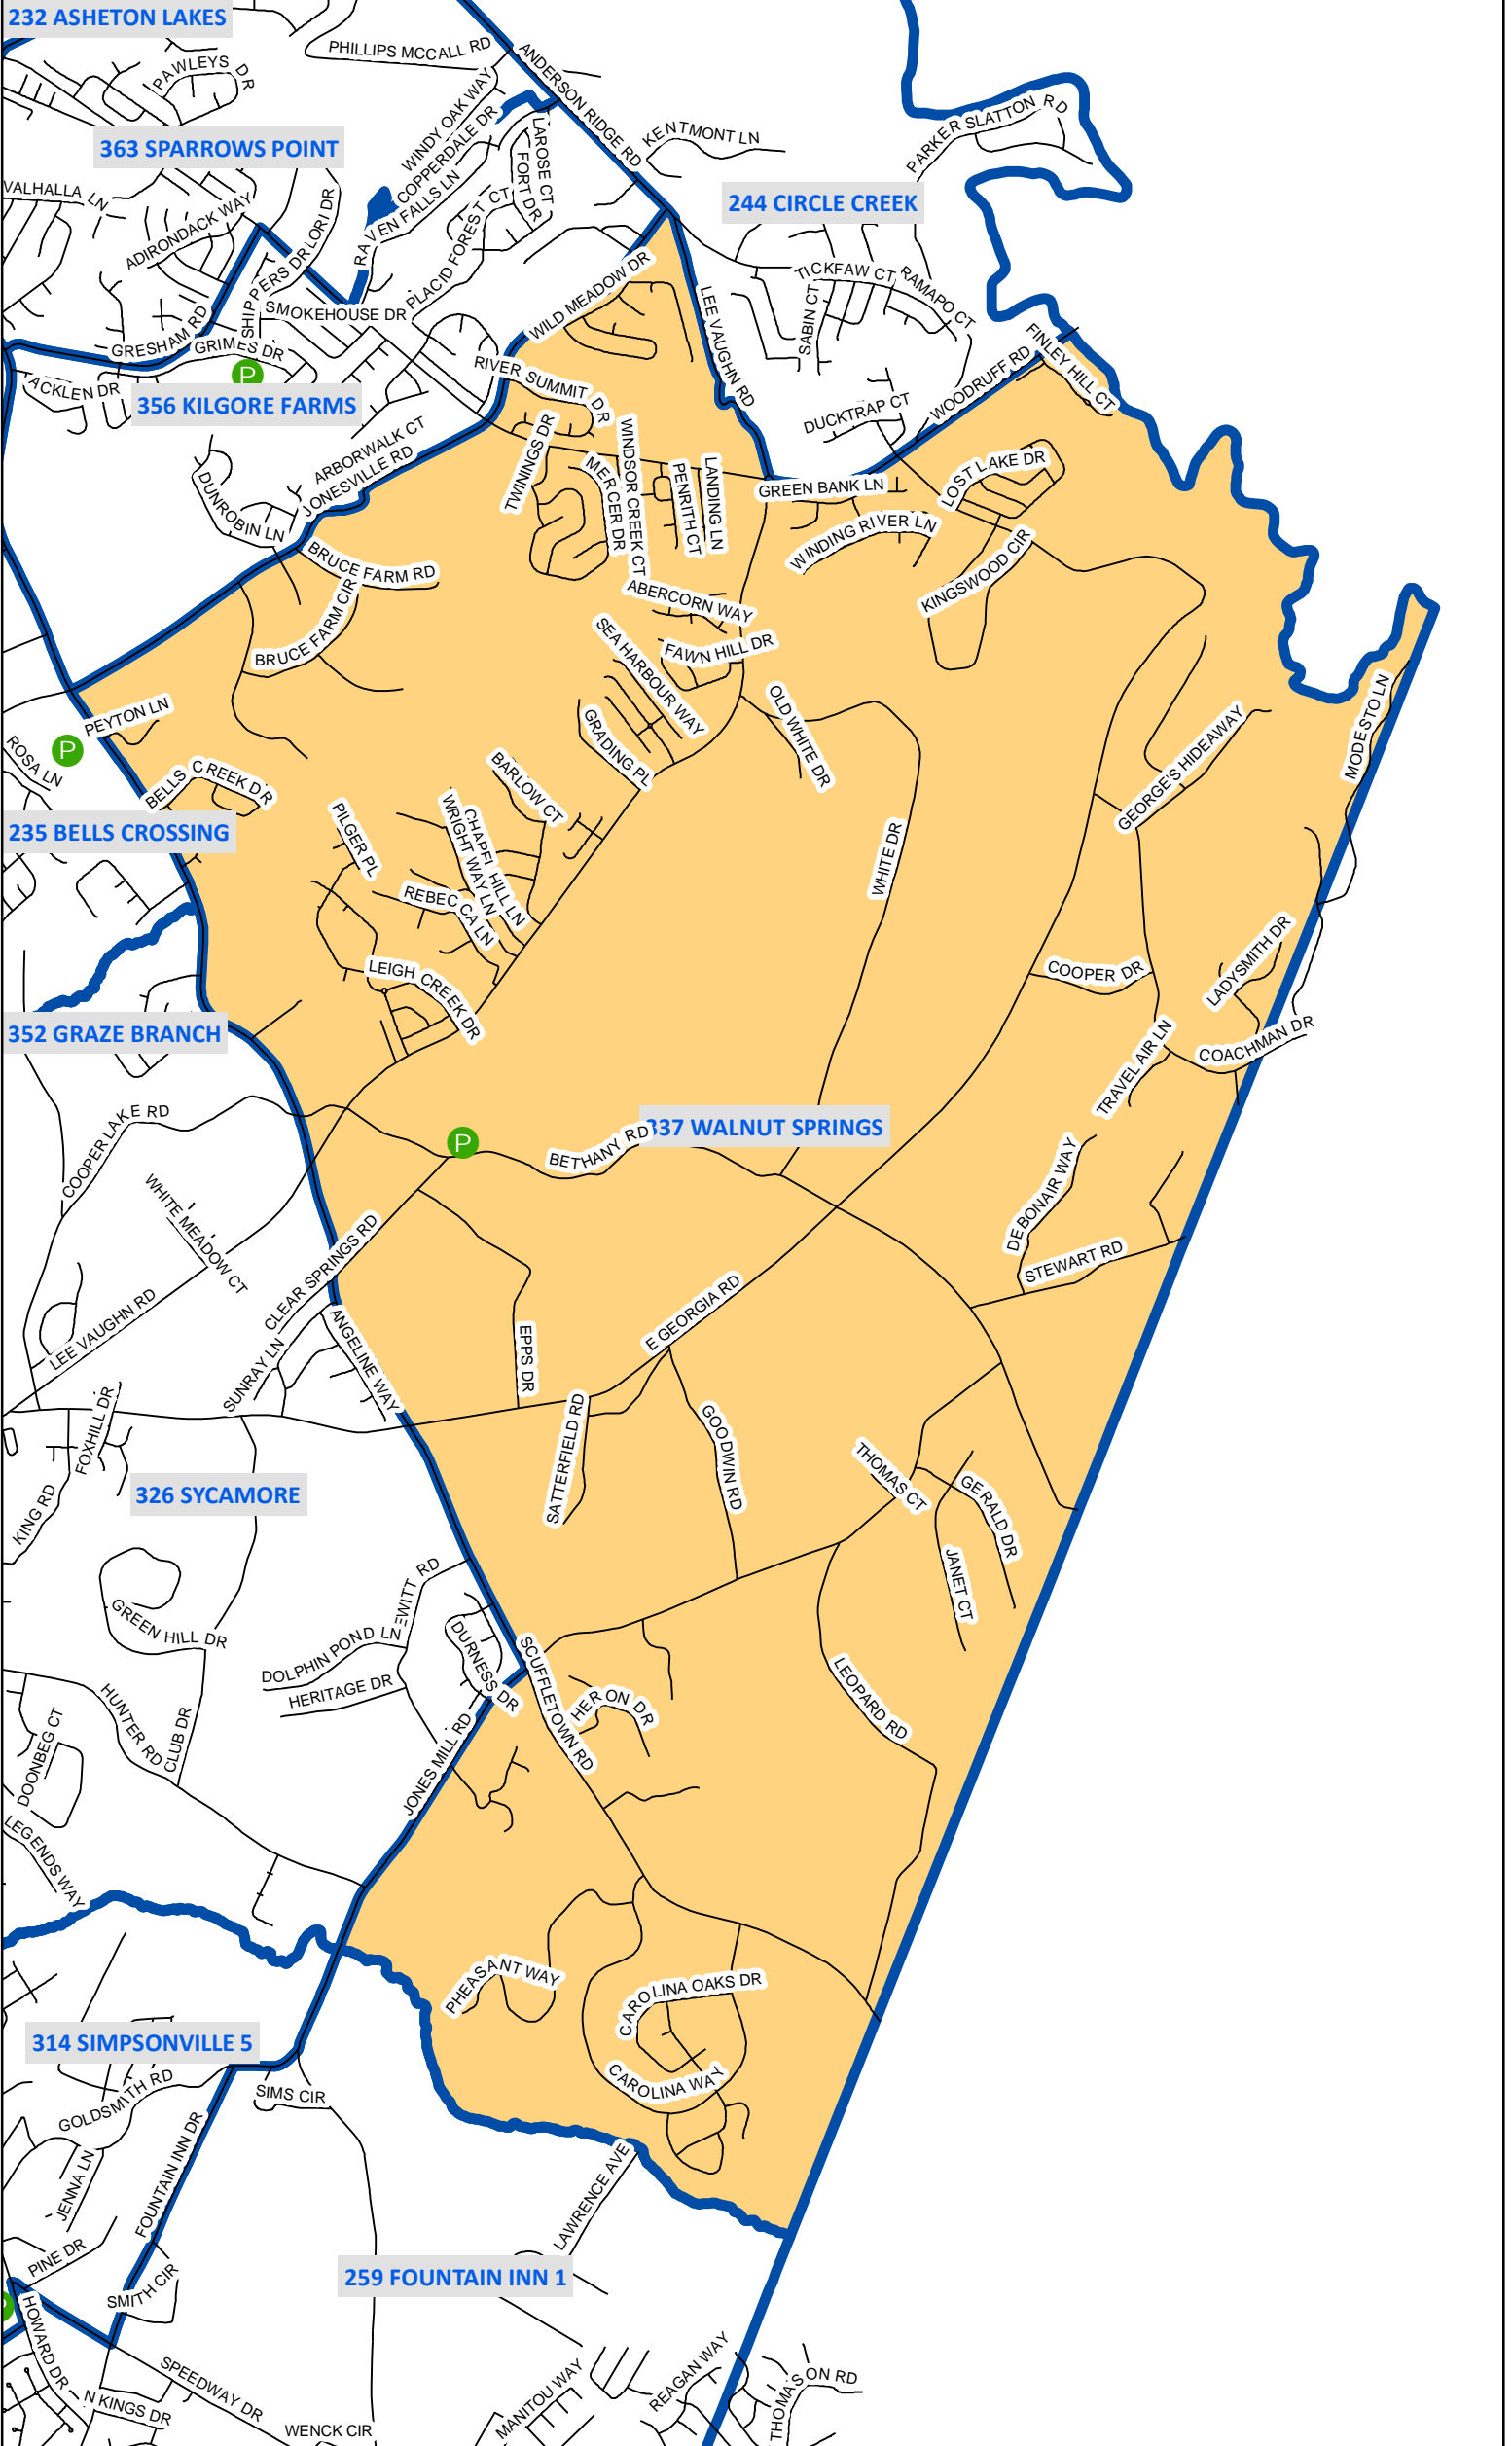 232 ASHETON LAKES
PHILLIPS MCCALL RD
ANDERSON RIDGE RD
PAWLEYS DR
WINDY OAK WAY
COPPERDALE DR
LAROSE CT
FORT DR
KENTMONT LN
PARKER SLATTON RD
363 SPARROWS POINT
VALHALLA LN
ADIRONDACK WAY
LORI DR
RAVEN FALLS LN
PLACID FOREST CT
244 CIRCLE CREEK
SHIPPERS DR
SMOKEHOUSE DR
WILD MEADOW DR
LEE VAUGHN RD
TICKFAW CT
RAMAPO CT
SABIN CT
GRESHAM RD
GRIMES DR
P
ACKLEN DR
356 KILGORE FARMS
RIVER SUMMIT DR
WOODRUFF RD
FINLEY HILL CT
DUCKTRAP CT
ARBORWALK CT
JONESVILLE RD
TWININGS DR
MERCER DR
WINDSOR CREEK CT
PENRITH CT
LANDING LN
GREEN BANK LN
LOST LAKE DR
DUNROBIN LN
WINDING RIVER LN
BRUCE FARM RD
BRUCE FARM CIR
KINGSWOOD CIR
ABERCORN WAY
SEA HARBOUR WAY
FAWN HILL DR
PEYTON LN
P
ROSA LN
GRADING PL
OLD WHITE DR
MODESTO LN
GEORGE'S HIDEAWAY
BELLS CREEK DR
BARLOW CT
235 BELLS CROSSING
PILGER PL
WRIGHT WAY LN
CHAPEL HILL LN
REBECCA LN
WHITE DR
LEIGH CREEK DR
COOPER DR
LADYSMITH DR
352 GRAZE BRANCH
COACHMAN DR
TRAVEL AIR LN
COOPER LAKE RD
P
BETHANY RD
337 WALNUT SPRINGS
WHITE MEADOW CT
DEBONAIR WAY
CLEAR SPRINGS RD
STEWART RD
LEE VAUGHN RD
SUNRAY LN
ANGELINE WAY
EPPS DR
E GEORGIA RD
FOXHILL DR
SATTERFIELD RD
GOODWIN RD
THOMAS CT
GERALD DR
326 SYCAMORE
KING RD
JANET CT
GREEN HILL DR
DOLPHIN POND LN
HERITAGE DR
DURNESS DR
SCUFFLETOWN RD
HERON DR
LEOPARD RD
HUNTER RD
CLUB DR
DOONBEG CT
JONES MILL RD
LEGENDS WAY
PHEASANT WAY
CAROLINA OAKS DR
314 SIMPSONVILLE 5
CAROLINA WAY
GOLDSMITH RD
SIMS CIR
JENNA LN
FOUNTAIN INN DR
LAWRENCE AVE
PINE DR
SMITH CIR
259 FOUNTAIN INN 1
HOWARD DR
SPEEDWAY DR
N KINGS DR
WENCK CIR
MANITOU WAY
REAGAN WAY
THOMASON RD